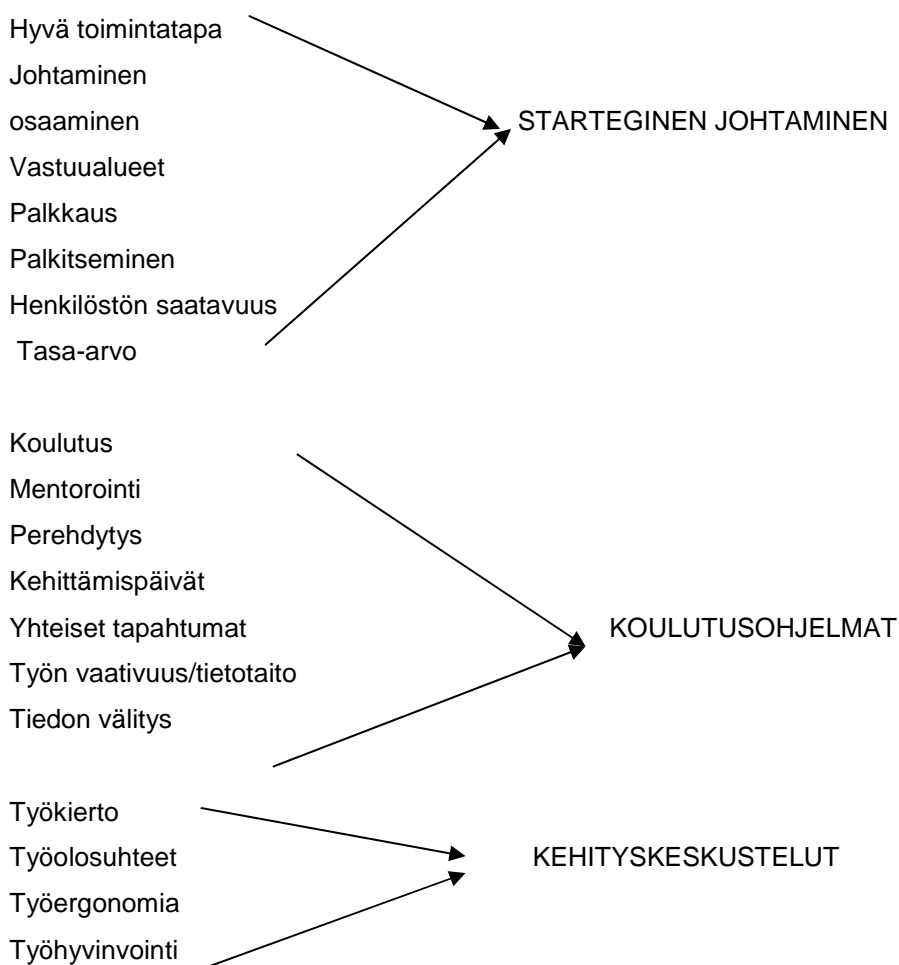 Hyvä toimintatapa
Johtaminen
osaaminen STARTEGINEN JOHTAMINEN
Vastuualueet
Palkkaus
Palkitseminen
Henkilöstön saatavuus
Tasa-arvo
Koulutus
Mentorointi
Perehdytys
Kehittämispäivät
Yhteiset tapahtumat KOULUTUSOHJELMAT
Työn vaativuus/tietotaito
Tiedon välitys
Työkierto
Työolosuhteet KEHITYSKESKUSTELUT
Työergonomia
Työhyvinvointi